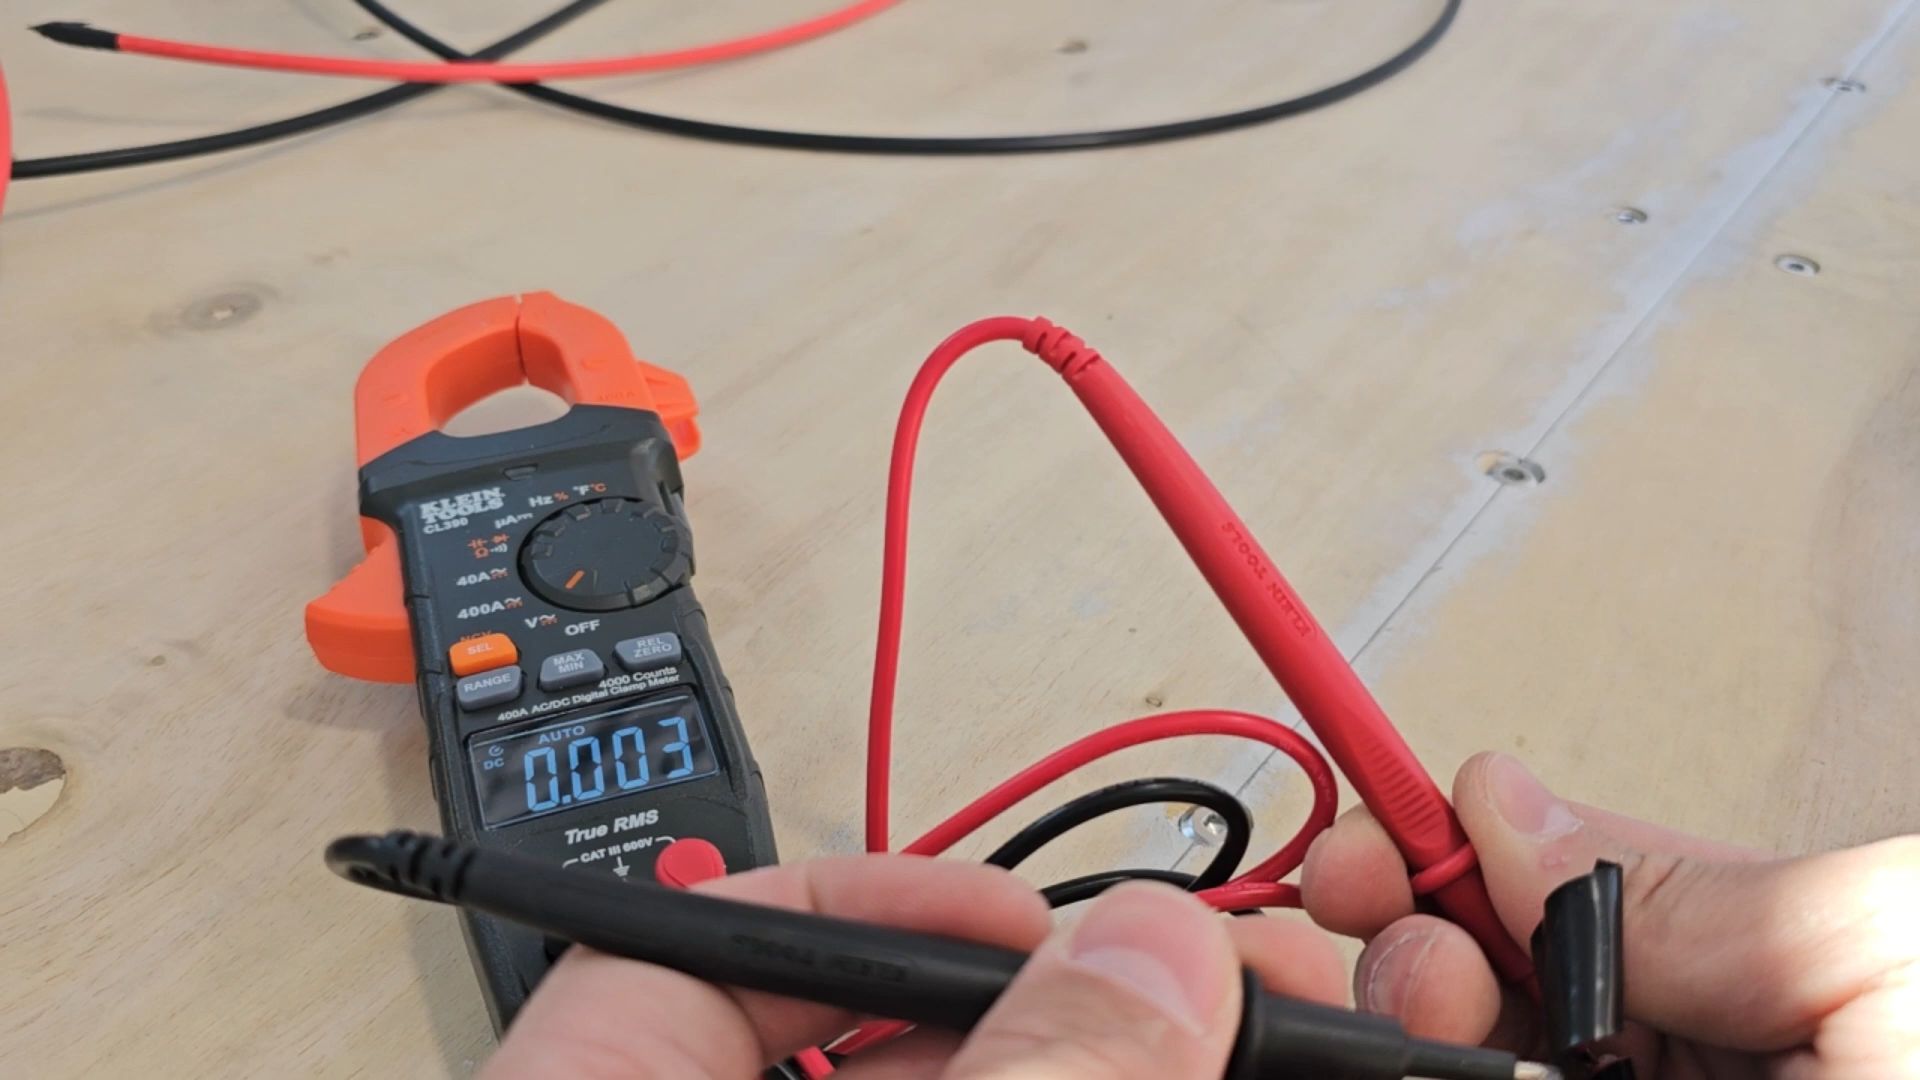 400A
KLEIN
TOOLS
CL390
Hz % °F°C
µA
Ω
40A
400A
V
OFF
NCV
SEL
MAX
MIN
REL
ZERO
RANGE
4000 Counts
400A AC/DC Digital Clamp Meter
AUTO
DC
0.003
True RMS
CAT III 600V
KLEIN TOOLS